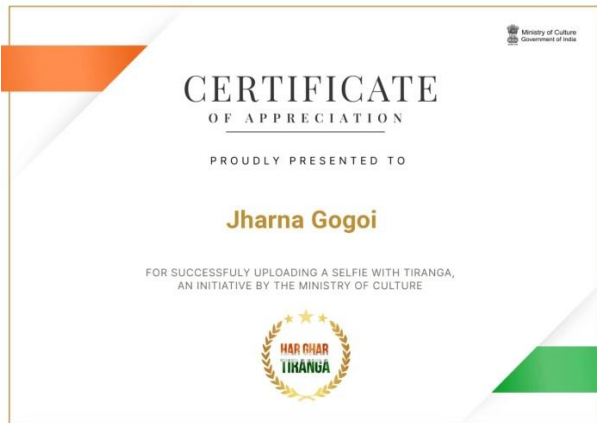 Ministry of Culture
Government of India
CERTIFICATE
OF APPRECIATION
PROUDLY PRESENTED TO
Jharna Gogoi
FOR SUCCESSFULY UPLOADING A SELFIE WITH TIRANGA,
AN INITIATIVE BY THE MINISTRY OF CULTURE
HAR GHAR
TIRANGA